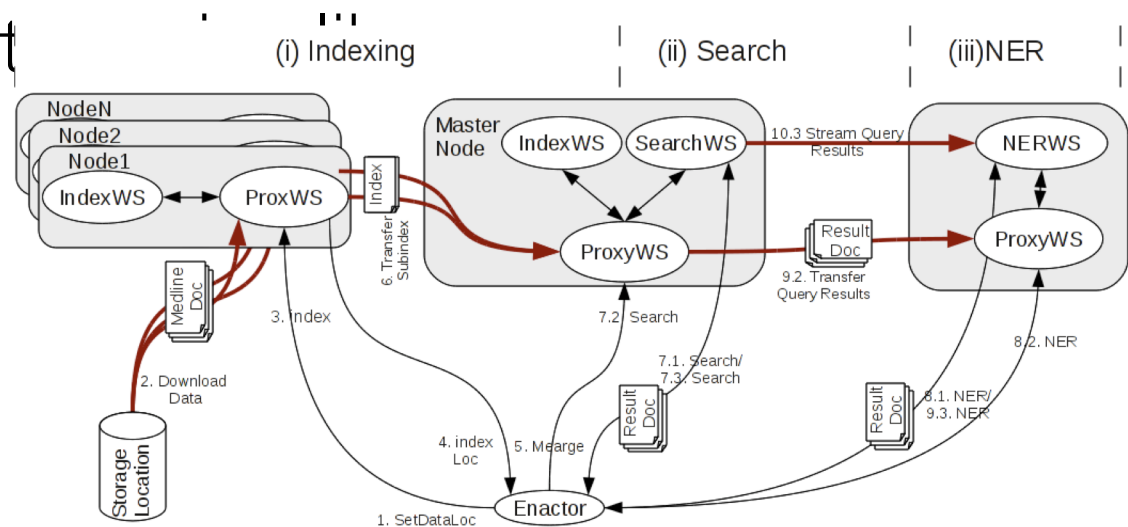 t
(i) Indexing
(ii) Search
(iii)NER
NodeN
Node2
Node1
IndexWS
ProxWS
Index
6. Transfer
Subindex
Master
Node
IndexWS
SearchWS
ProxyWS
10.3 Stream Query
Results
NERWS
ProxyWS
Result
Doc
9.2. Transfer
Query Results
Medline
Doc
3. index
7.2. Search
7.1. Search/
7.3. Search
8.2. NER
2. Download
Data
Result
Doc
Result
Doc
8.1. NER/
9.3. NER
4. index
Loc
5. Mearge
Storage
Location
Enactor
1. SetDataLoc